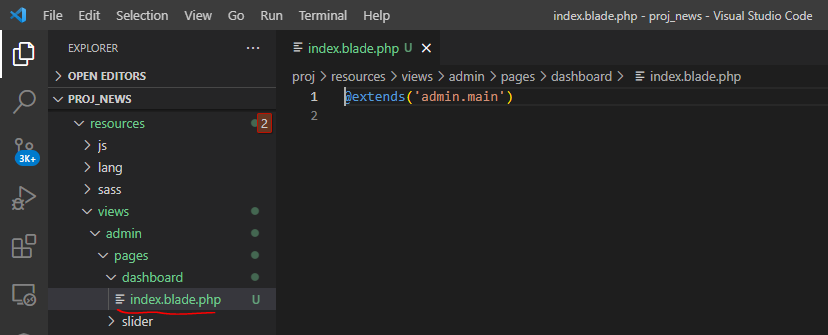 File Edit Selection View Go Run Terminal Help index.blade.php - proj_news - Visual Studio Code
EXPLORER
index.blade.php U
OPEN EDITORS
proj > resources > views > admin > pages > dashboard > index.blade.php
PROJ_NEWS
1 @extends('admin.main')
2
resources 2
js
3K+
lang
sass
views
admin
pages
dashboard
index.blade.php U
slider